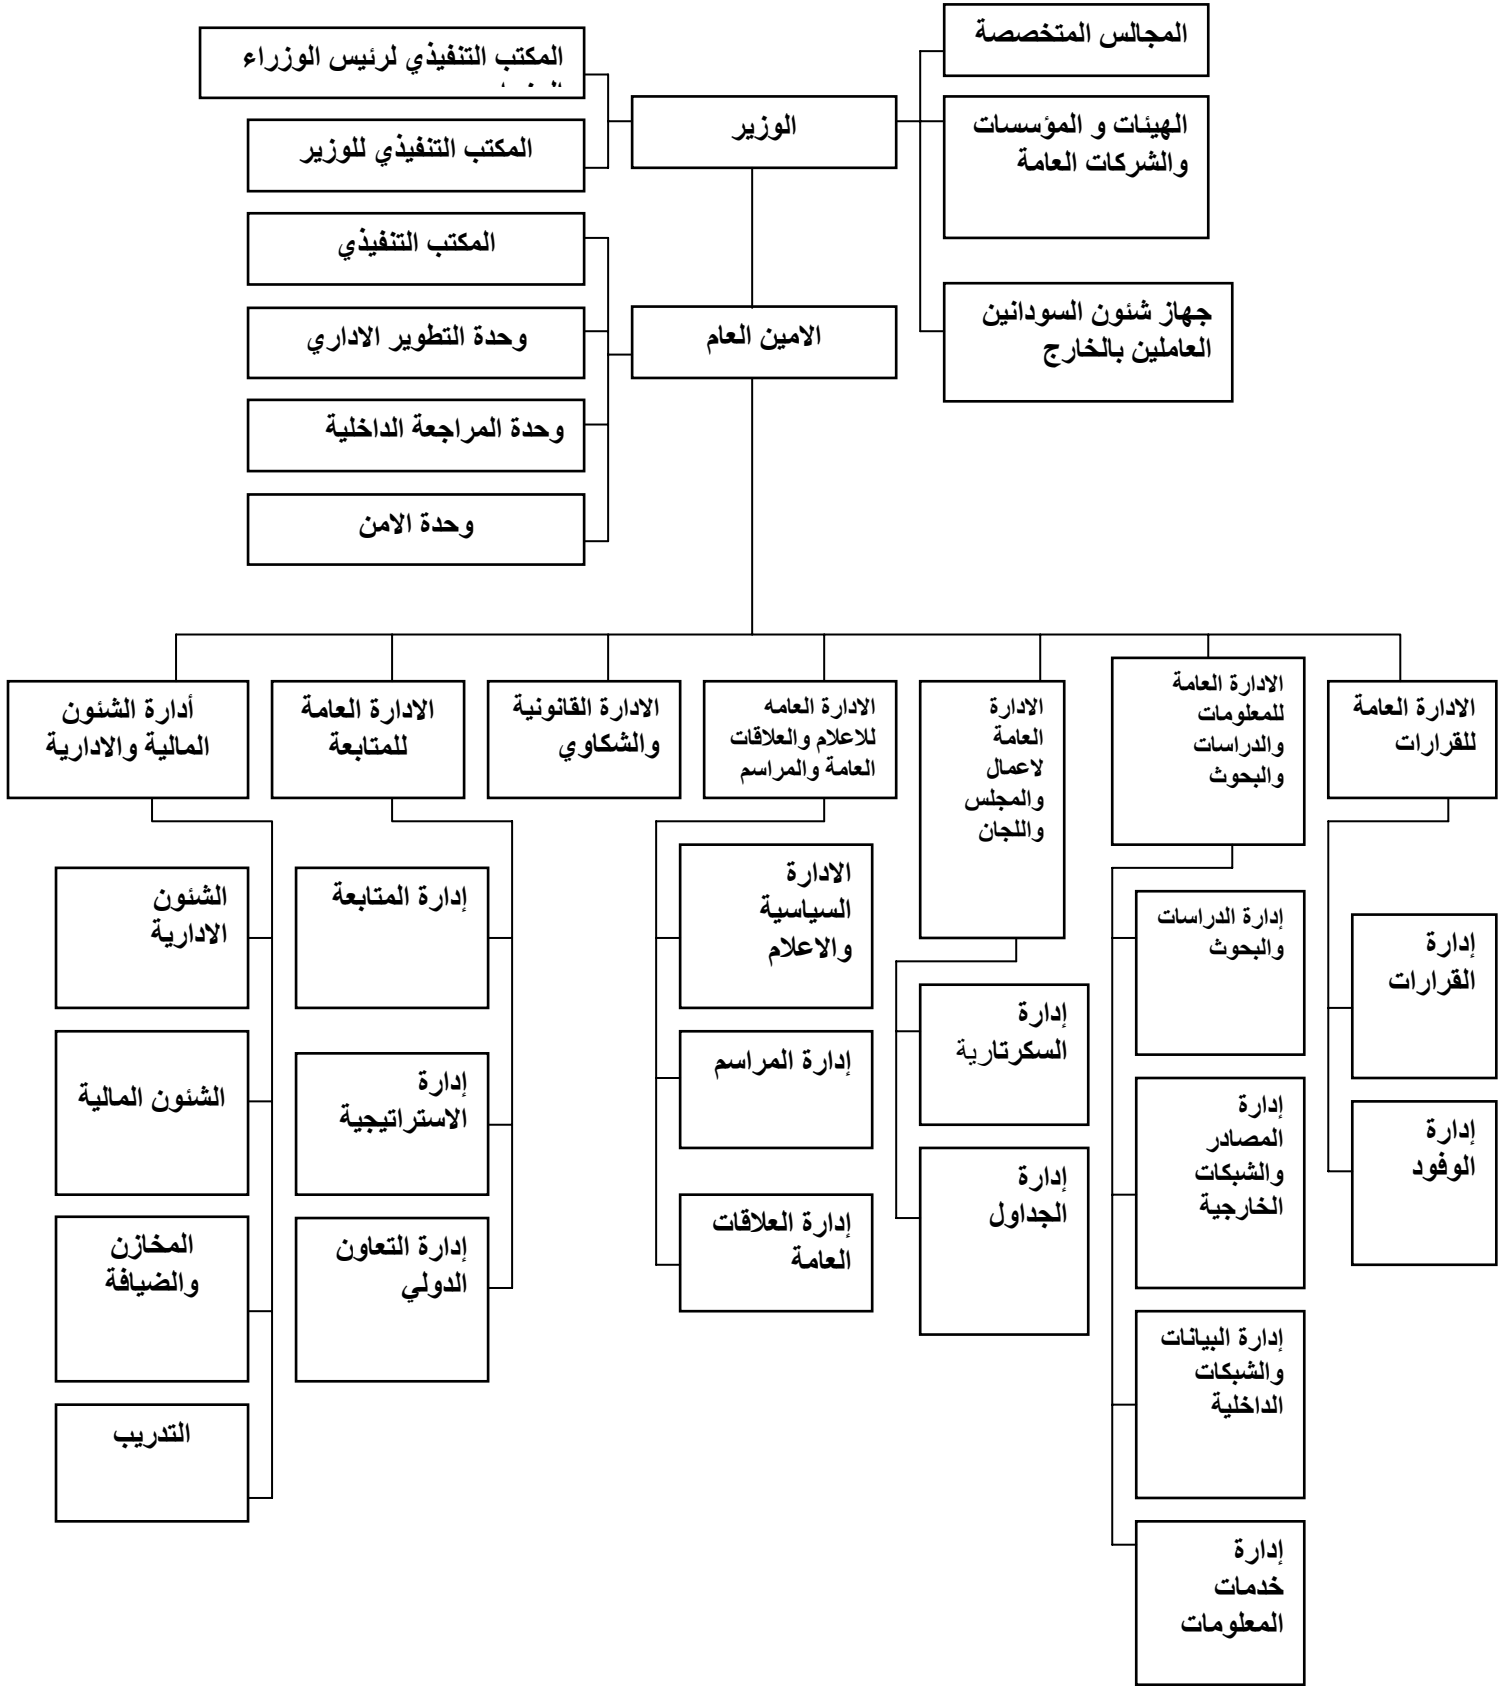 المجالس المتخصصة
المكتب التنفيذي لرئيس الوزراء
الوزير
الهيئات و المؤسسات
والشركات العامة
المكتب التنفيذي للوزير
المكتب التنفيذي
جهاز شئون السودانين
العاملين بالخارج
الامين العام
وحدة التطوير الاداري
وحدة المراجعة الداخلية
وحدة الامن
الادارة العامة
للقرارات
الادارة العامة
للمعلومات
والدراسات
والبحوث
الادارة
العامة
لاعمال
والمجلس
واللجان
الادارة العامه
للاعلام والعلاقات
العامة والمراسم
الادارة القانونية
والشكاوي
الادارة العامة
للمتابعة
أدارة الشئون
المالية والادارية
إدارة
القرارات
إدارة
الوفود
إدارة الدراسات
والبحوث
إدارة
المصادر
والشبكات
الخارجية
إدارة البيانات
والشبكات
الداخلية
إدارة
خدمات
المعلومات
إدارة
السكرتارية
إدارة
الجداول
الادارة
السياسية
والاعلام
إدارة المراسم
إدارة العلاقات
العامة
إدارة المتابعة
إدارة
الاستراتيجية
إدارة التعاون
الدولي
الشئون
الادارية
الشئون المالية
المخازن
والضيافة
التدريب